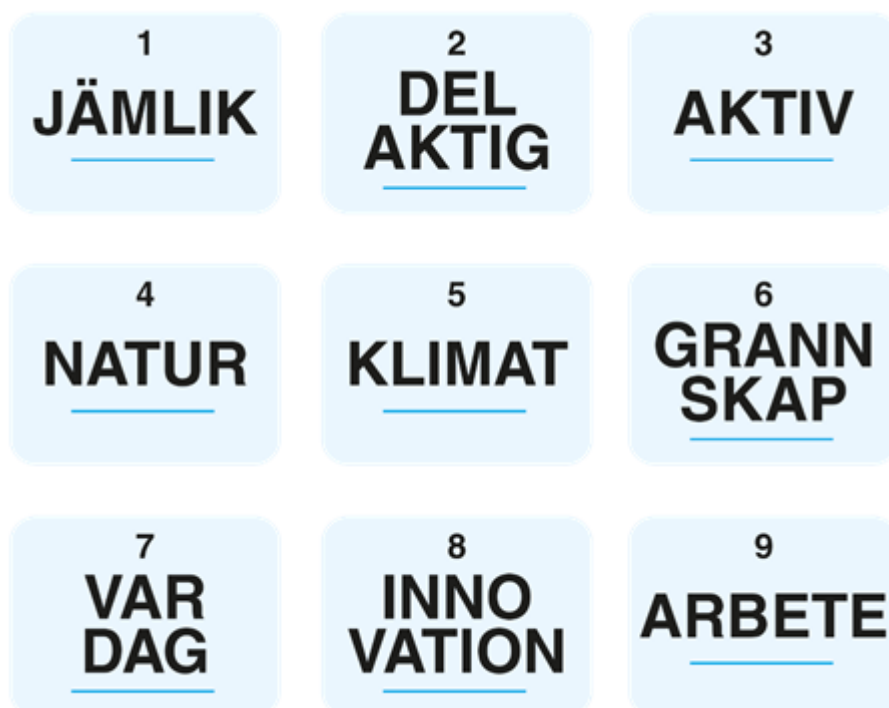 1
JÄMLIK
2
DEL
AKTIG
3
AKTIV
4
NATUR
5
KLIMAT
6
GRANN
SKAP
7
VAR
DAG
8
INNO
VATION
9
ARBETE